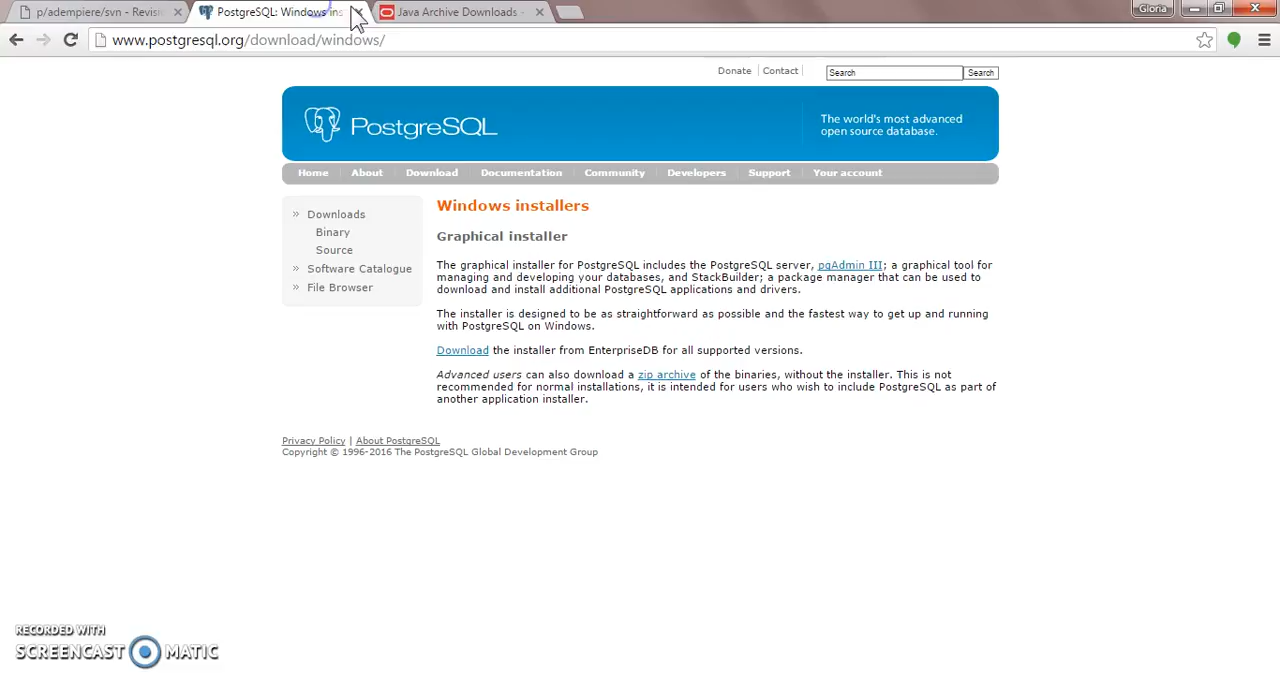 p/adempiere/svn - Revisi
PostgreSQL: Windows ins
Java Archive Downloads -
Gloria
www.postgresql.org/download/windows/
Donate
Contact
Search
Search
PostgreSQL
The world's most advanced
open source database.
Home
About
Download
Documentation
Community
Developers
Support
Your account
» Downloads
Binary
Source
» Software Catalogue
» File Browser
Windows installers
Graphical installer
The graphical installer for PostgreSQL includes the PostgreSQL server, pgAdmin III; a graphical tool for
managing and developing your databases, and StackBuilder; a package manager that can be used to
download and install additional PostgreSQL applications and drivers.
The installer is designed to be as straightforward as possible and the fastest way to get up and running
with PostgreSQL on Windows.
Download the installer from EnterpriseDB for all supported versions.
Advanced users can also download a zip archive of the binaries, without the installer. This is not
recommended for normal installations, it is intended for users who wish to include PostgreSQL as part of
another application installer.
Privacy Policy | About PostgreSQL
Copyright © 1996-2016 The PostgreSQL Global Development Group
RECORDED WITH
SCREENCAST MATIC